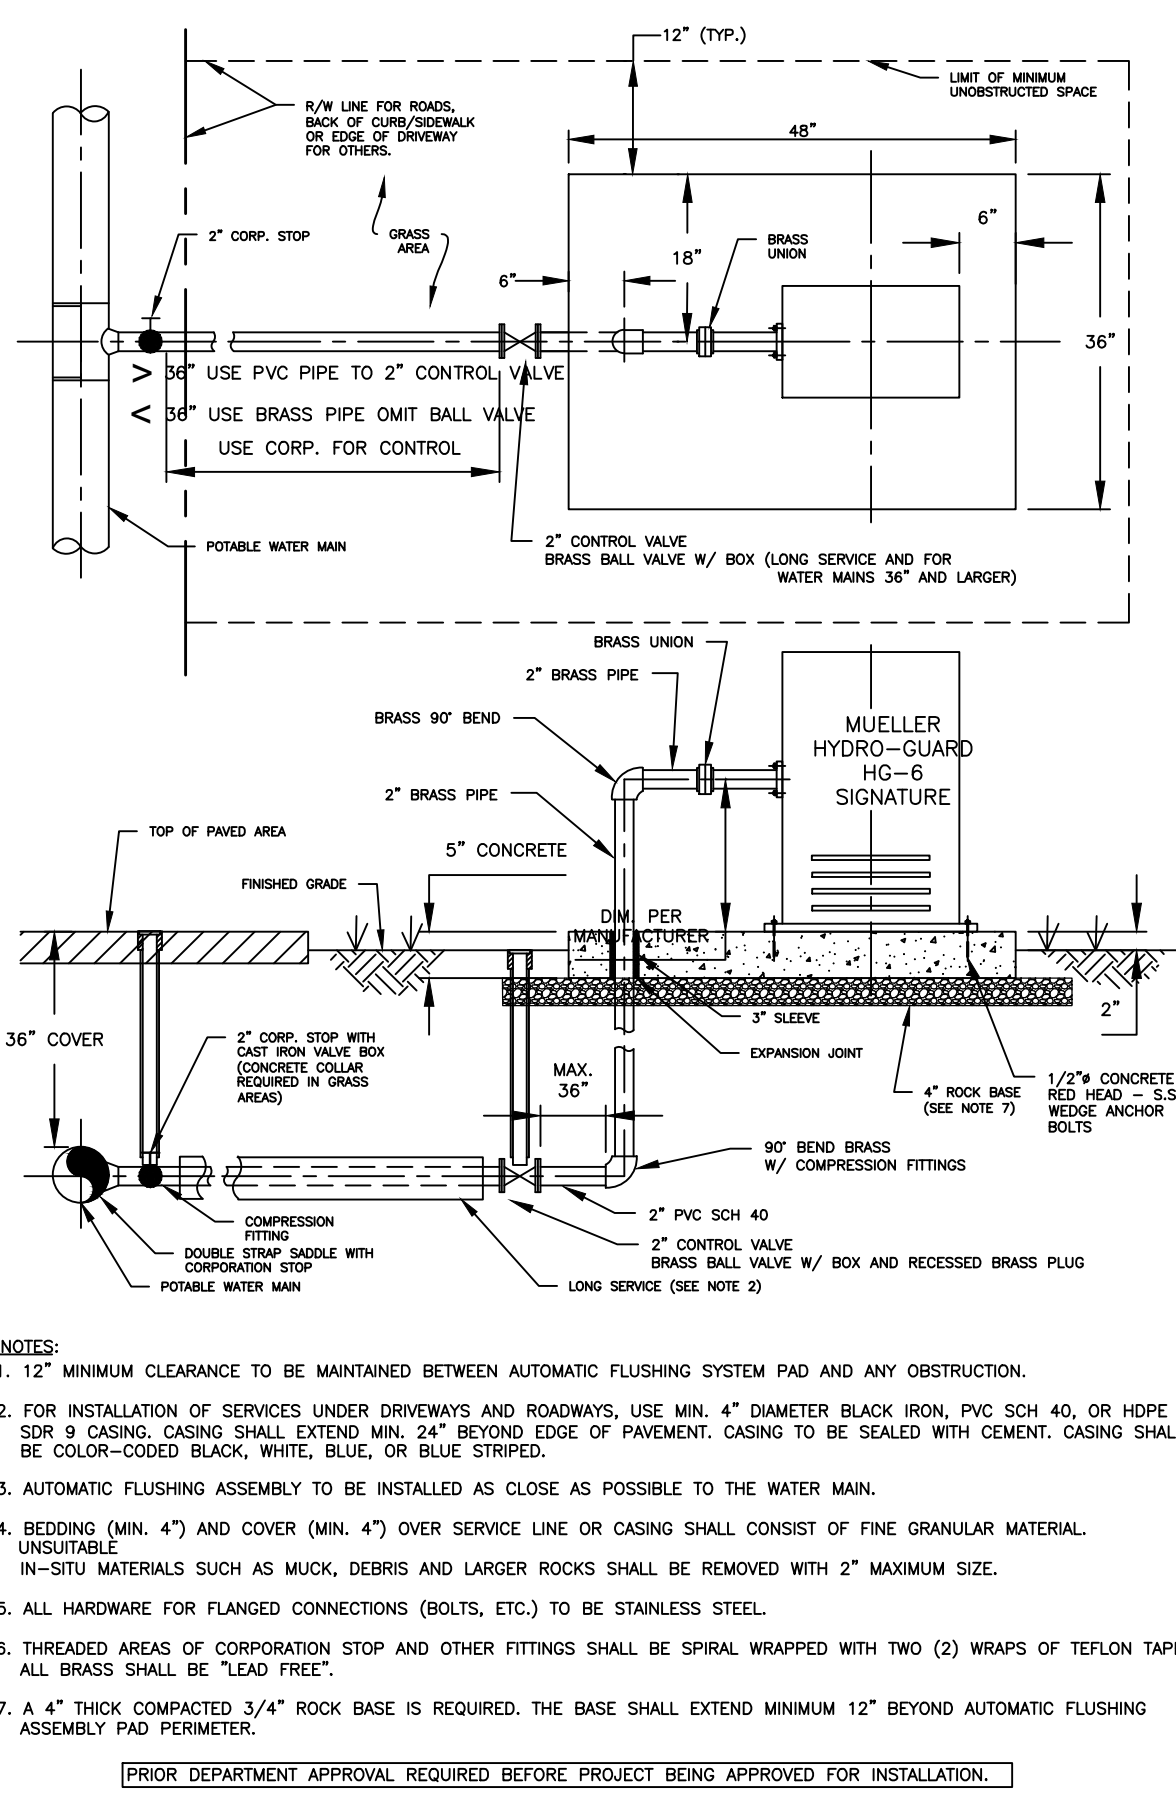 12" (TYP.)
LIMIT OF MINIMUM
UNOBSTRUCTED SPACE
R/W LINE FOR ROADS,
BACK OF CURB/SIDEWALK
OR EDGE OF DRIVEWAY
FOR OTHERS.
48"
2" CORP. STOP
GRASS
AREA
6"
18"
BRASS
UNION
6"
36"
> 36" USE PVC PIPE TO 2" CONTROL VALVE
< 36" USE BRASS PIPE OMIT BALL VALVE
USE CORP. FOR CONTROL
POTABLE WATER MAIN
2" CONTROL VALVE
BRASS BALL VALVE W/ BOX (LONG SERVICE AND FOR
WATER MAINS 36" AND LARGER)
BRASS UNION
2" BRASS PIPE
BRASS 90° BEND
2" BRASS PIPE
MUELLER
HYDRO-GUARD
HG-6
SIGNATURE
TOP OF PAVED AREA
5" CONCRETE
FINISHED GRADE
DIM. PER
MANUFACTURER
36" COVER
2" CORP. STOP WITH
CAST IRON VALVE BOX
(CONCRETE COLLAR
REQUIRED IN GRASS
AREAS)
MAX.
36"
3" SLEEVE
EXPANSION JOINT
2"
4" ROCK BASE
(SEE NOTE 7)
1/2"ø CONCRETE
RED HEAD - S.S
WEDGE ANCHOR
BOLTS
90° BEND BRASS
W/ COMPRESSION FITTINGS
COMPRESSION
FITTING
DOUBLE STRAP SADDLE WITH
CORPORATION STOP
POTABLE WATER MAIN
2" PVC SCH 40
2" CONTROL VALVE
BRASS BALL VALVE W/ BOX AND RECESSED BRASS PLUG
LONG SERVICE (SEE NOTE 2)
NOTES:
1. 12" MINIMUM CLEARANCE TO BE MAINTAINED BETWEEN AUTOMATIC FLUSHING SYSTEM PAD AND ANY OBSTRUCTION.
2. FOR INSTALLATION OF SERVICES UNDER DRIVEWAYS AND ROADWAYS, USE MIN. 4" DIAMETER BLACK IRON, PVC SCH 40, OR HDPE
SDR 9 CASING. CASING SHALL EXTEND MIN. 24" BEYOND EDGE OF PAVEMENT. CASING TO BE SEALED WITH CEMENT. CASING SHAL
BE COLOR-CODED BLACK, WHITE, BLUE, OR BLUE STRIPED.
3. AUTOMATIC FLUSHING ASSEMBLY TO BE INSTALLED AS CLOSE AS POSSIBLE TO THE WATER MAIN.
4. BEDDING (MIN. 4") AND COVER (MIN. 4") OVER SERVICE LINE OR CASING SHALL CONSIST OF FINE GRANULAR MATERIAL.
UNSUITABLE
IN-SITU MATERIALS SUCH AS MUCK, DEBRIS AND LARGER ROCKS SHALL BE REMOVED WITH 2" MAXIMUM SIZE.
5. ALL HARDWARE FOR FLANGED CONNECTIONS (BOLTS, ETC.) TO BE STAINLESS STEEL.
6. THREADED AREAS OF CORPORATION STOP AND OTHER FITTINGS SHALL BE SPIRAL WRAPPED WITH TWO (2) WRAPS OF TEFLON TAPE
ALL BRASS SHALL BE "LEAD FREE".
7. A 4" THICK COMPACTED 3/4" ROCK BASE IS REQUIRED. THE BASE SHALL EXTEND MINIMUM 12" BEYOND AUTOMATIC FLUSHING
ASSEMBLY PAD PERIMETER.
PRIOR DEPARTMENT APPROVAL REQUIRED BEFORE PROJECT BEING APPROVED FOR INSTALLATION.